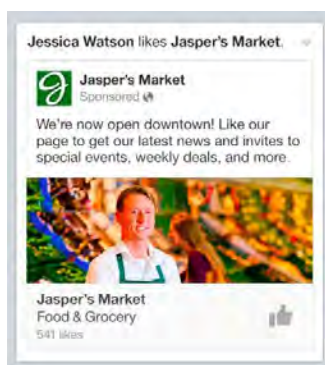 Jessica Watson likes Jasper's Market.
Jasper's Market
Sponsored
We're now open downtown! Like our
page to get our latest news and invites to
special events, weekly deals, and more.
Jasper's Market
Food & Grocery
541 likes